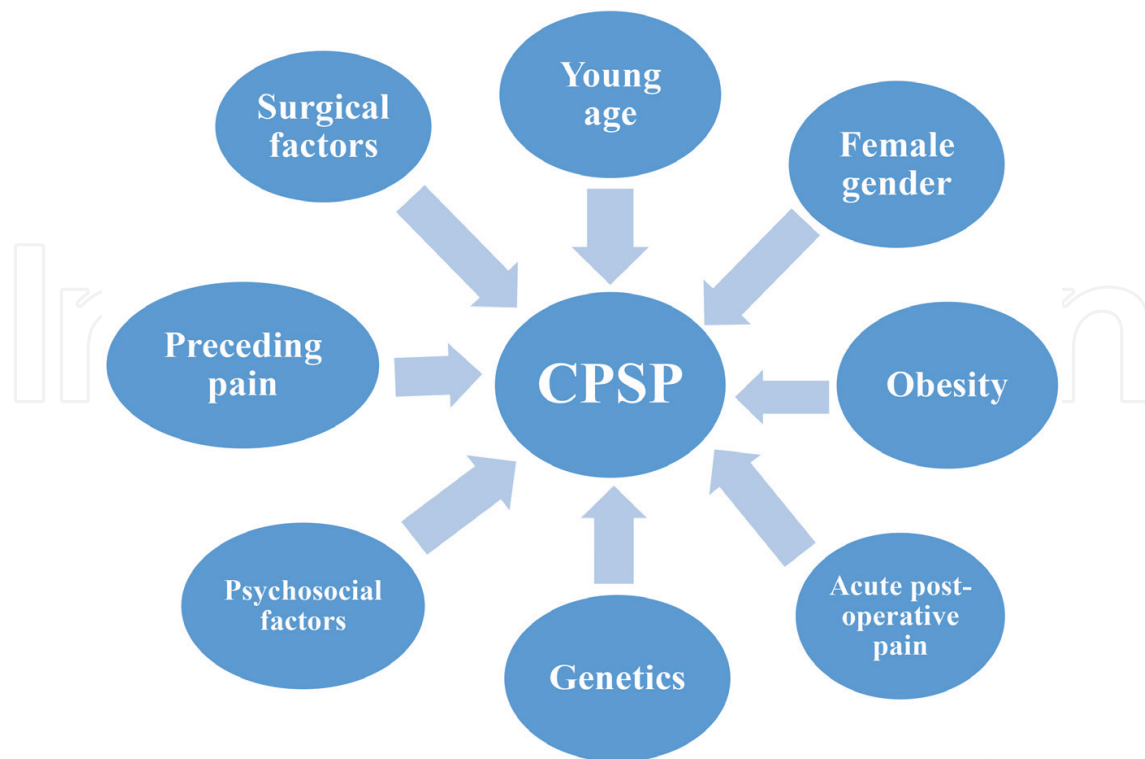 Young
age
Surgical
factors
Female
gender
Preceding
pain
CPSP
Obesity
Psychosocial
factors
Genetics
Acute post-
operative
pain